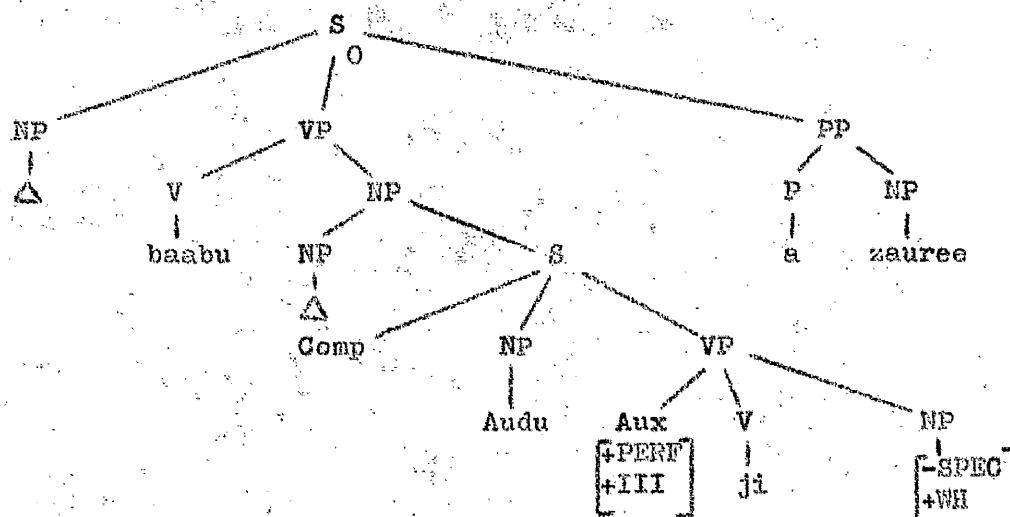 S
O
NP VP PP
△ V NP P NP
baabu NP S a zauree
△
Comp NP VP
Audu Aux V NP
[+PERF ji [-SPEC
+III] +WH